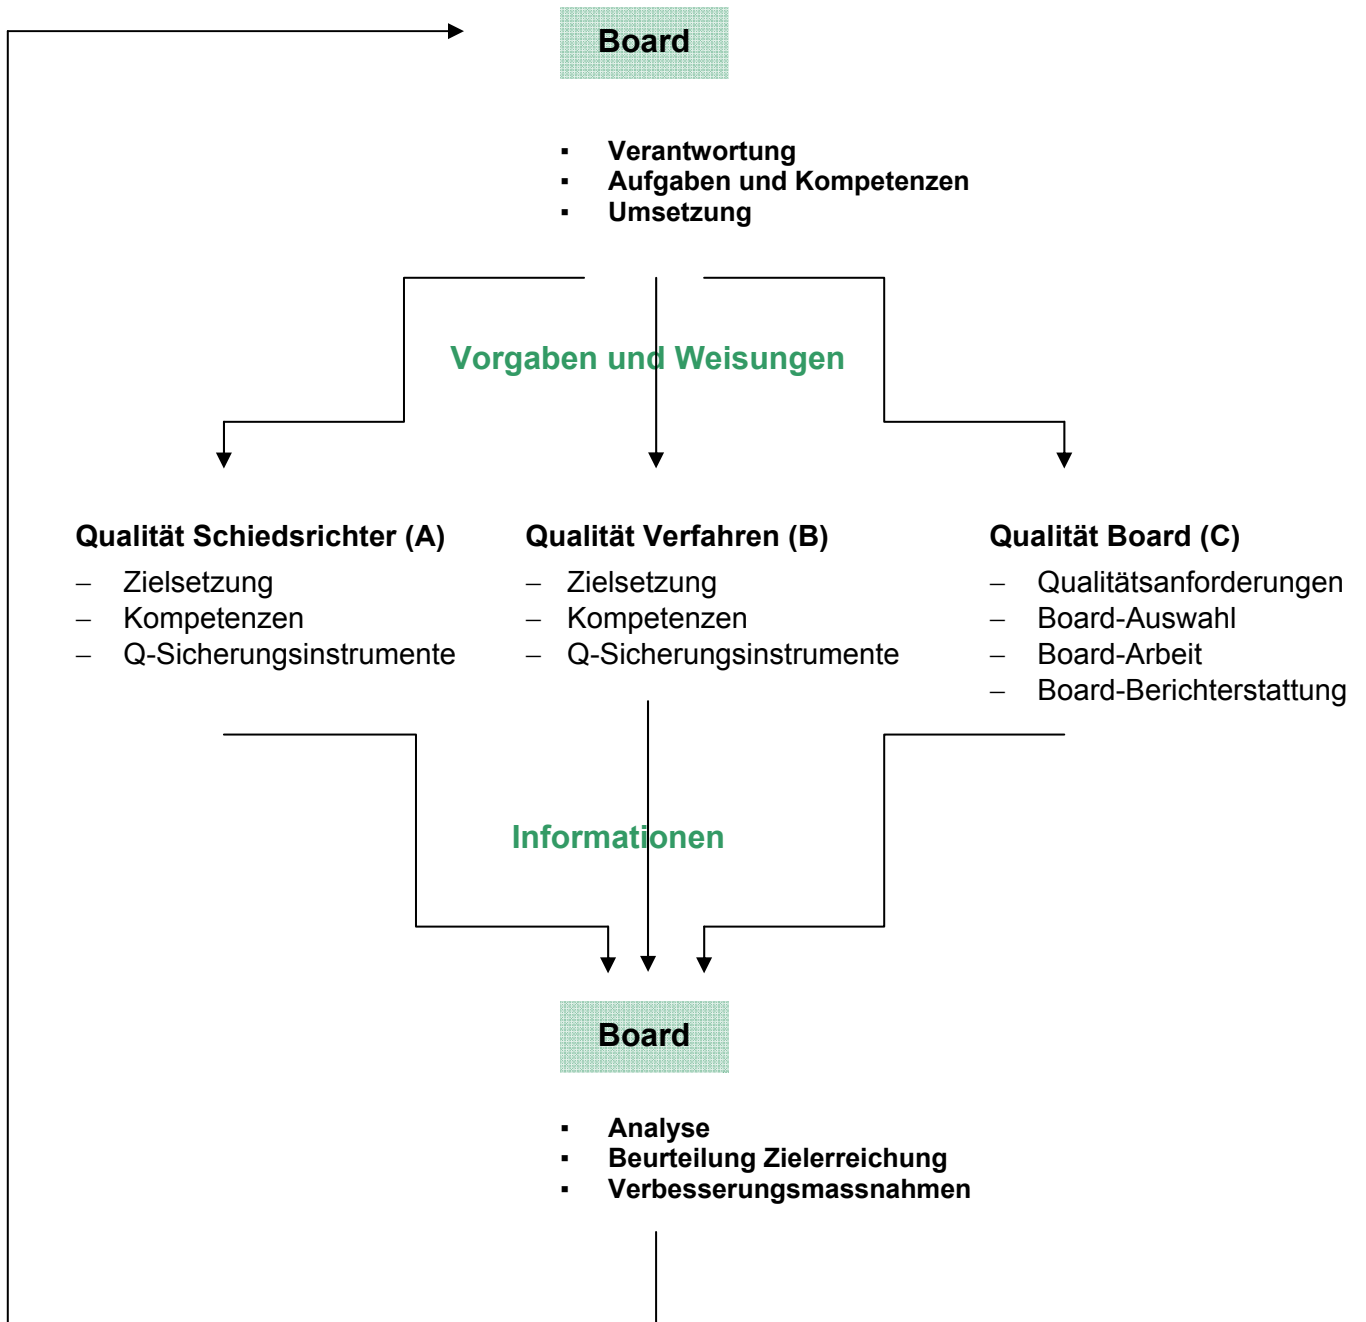 Board
▪ Verantwortung
▪ Aufgaben und Kompetenzen
▪ Umsetzung
Vorgaben und Weisungen
Qualität Schiedsrichter (A)
– Zielsetzung
– Kompetenzen
– Q-Sicherungsinstrumente
Qualität Verfahren (B)
– Zielsetzung
– Kompetenzen
– Q-Sicherungsinstrumente
Qualität Board (C)
– Qualitätsanforderungen
– Board-Auswahl
– Board-Arbeit
– Board-Berichterstattung
Informationen
Board
▪ Analyse
▪ Beurteilung Zielerreichung
▪ Verbesserungsmassnahmen